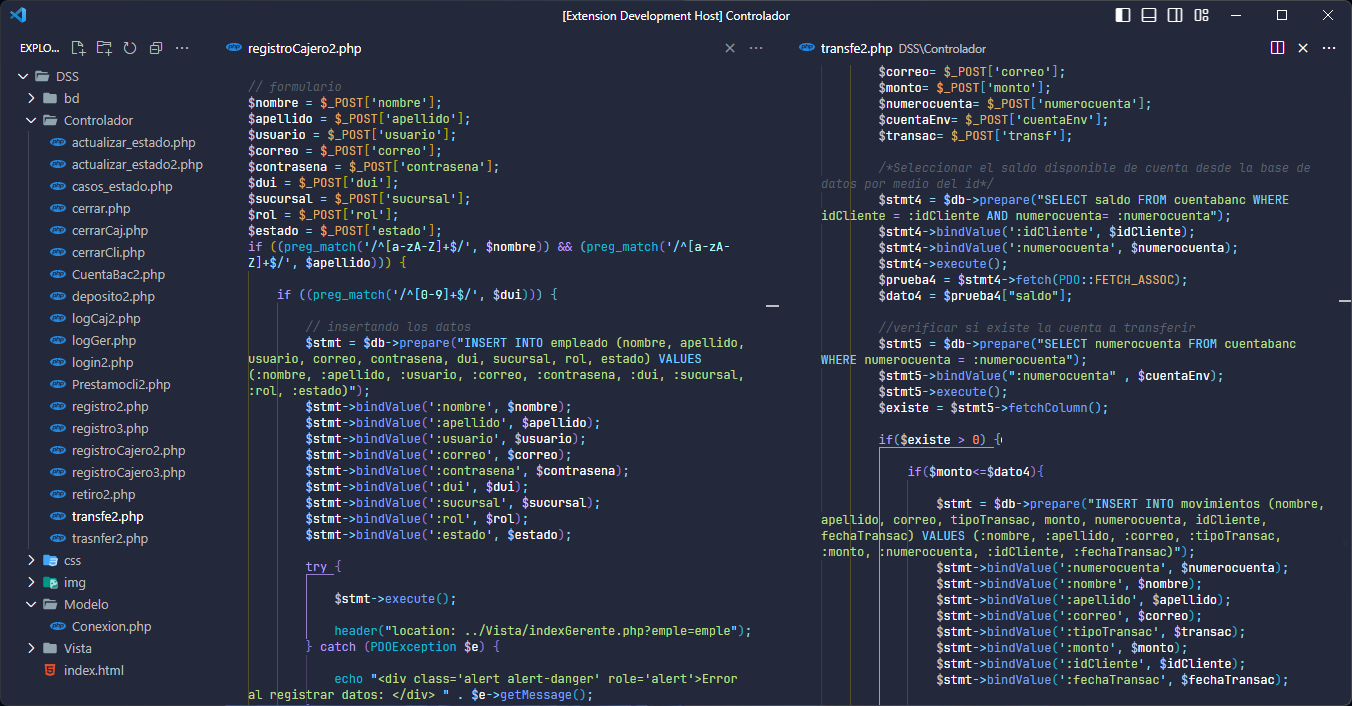 [Extension Development Host] Controlador
EXPLO...
DSS
bd
Controlador
actualizar_estado.php
actualizar_estado2.php
casos_estado.php
cerrar.php
cerrarCaj.php
cerrarCli.php
CuentaBac2.php
deposito2.php
logCaj2.php
logGer.php
login2.php
Prestamocli2.php
registro2.php
registro3.php
registroCajero2.php
registroCajero3.php
retiro2.php
transfe2.php
trasnfer2.php
css
img
Modelo
Conexion.php
Vista
index.html
registroCajero2.php
// formulario
$nombre = $_POST['nombre'];
$apellido = $_POST['apellido'];
$usuario = $_POST['usuario'];
$correo = $_POST['correo'];
$contrasena = $_POST['contrasena'];
$dui = $_POST['dui'];
$sucursal = $_POST['sucursal'];
$rol = $_POST['rol'];
$estado = $_POST['estado'];
if ((preg_match('/^[a-zA-Z]+$/', $nombre)) && (preg_match('/^[a-zA-
Z]+$/', $apellido))) {
if ((preg_match('/^[0-9]+$/', $dui))) {
// insertando los datos
$stmt = $db->prepare("INSERT INTO empleado (nombre, apellido,
usuario, correo, contrasena, dui, sucursal, rol, estado) VALUES
(:nombre, :apellido, :usuario, :correo, :contrasena, :dui, :sucursal,
:rol, :estado)");
$stmt->bindValue(':nombre', $nombre);
$stmt->bindValue(':apellido', $apellido);
$stmt->bindValue(':usuario', $usuario);
$stmt->bindValue(':correo', $correo);
$stmt->bindValue(':contrasena', $contrasena);
$stmt->bindValue(':dui', $dui);
$stmt->bindValue(':sucursal', $sucursal);
$stmt->bindValue(':rol', $rol);
$stmt->bindValue(':estado', $estado);
try {
$stmt->execute();
header("location: ../Vista/indexGerente.php?emple=emple");
} catch (PDOException $e) {
echo "<div class='alert alert-danger' role='alert'>Error
al registrar datos: </div> " . $e->getMessage();
transfe2.php DSS\Controlador
$correo= $_POST['correo'];
$monto= $_POST['monto'];
$numerocuenta= $_POST['numerocuenta'];
$cuentaEnv= $_POST['cuentaEnv'];
$transac= $_POST['transf'];
/*Seleccionar el saldo disponible de cuenta desde la base de
datos por medio del id*/
$stmt4 = $db->prepare("SELECT saldo FROM cuentabanc WHERE
idCliente = :idCliente AND numerocuenta= :numerocuenta");
$stmt4->bindValue(':idCliente', $idCliente);
$stmt4->bindValue(':numerocuenta', $numerocuenta);
$stmt4->execute();
$prueba4 = $stmt4->fetch(PDO::FETCH_ASSOC);
$dato4 = $prueba4["saldo"];
//verificar si existe la cuenta a transferir
$stmt5 = $db->prepare("SELECT numerocuenta FROM cuentabanc
WHERE numerocuenta = :numerocuenta");
$stmt5->bindValue(":numerocuenta" , $cuentaEnv);
$stmt5->execute();
$existe = $stmt5->fetchColumn();
if($existe > 0) {
if($monto<=$dato4){
$stmt = $db->prepare("INSERT INTO movimientos (nombre,
apellido, correo, tipoTransac, monto, numerocuenta, idCliente,
fechaTransac) VALUES (:nombre, :apellido, :correo, :tipoTransac,
:monto, :numerocuenta, :idCliente, :fechaTransac)");
$stmt->bindValue(':numerocuenta', $numerocuenta);
$stmt->bindValue(':nombre', $nombre);
$stmt->bindValue(':apellido', $apellido);
$stmt->bindValue(':correo', $correo);
$stmt->bindValue(':tipoTransac', $transac);
$stmt->bindValue(':monto', $monto);
$stmt->bindValue(':idCliente', $idCliente);
$stmt->bindValue(':fechaTransac', $fechaTransac);